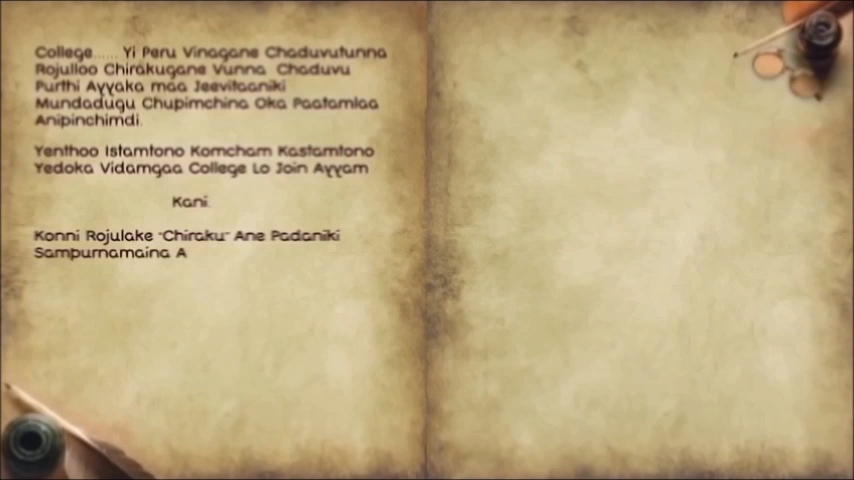 College...... Yi Peru Vinagane Chaduvutunna
Rojulloo Chirakugane Vunna Chaduvu
Purthi Ayyaka maa Jeevitaaniki
Mundadugu Chupimchina Oka Paatamlaa
Anipinchimdi.
Yenthoo Istamtono Komcham Kastamtono
Yedoka Vidamgaa College Lo Join Ayyam
Kani.
Konni Rojulake "Chiraku" Ane Padaniki
Sampurnamaina A